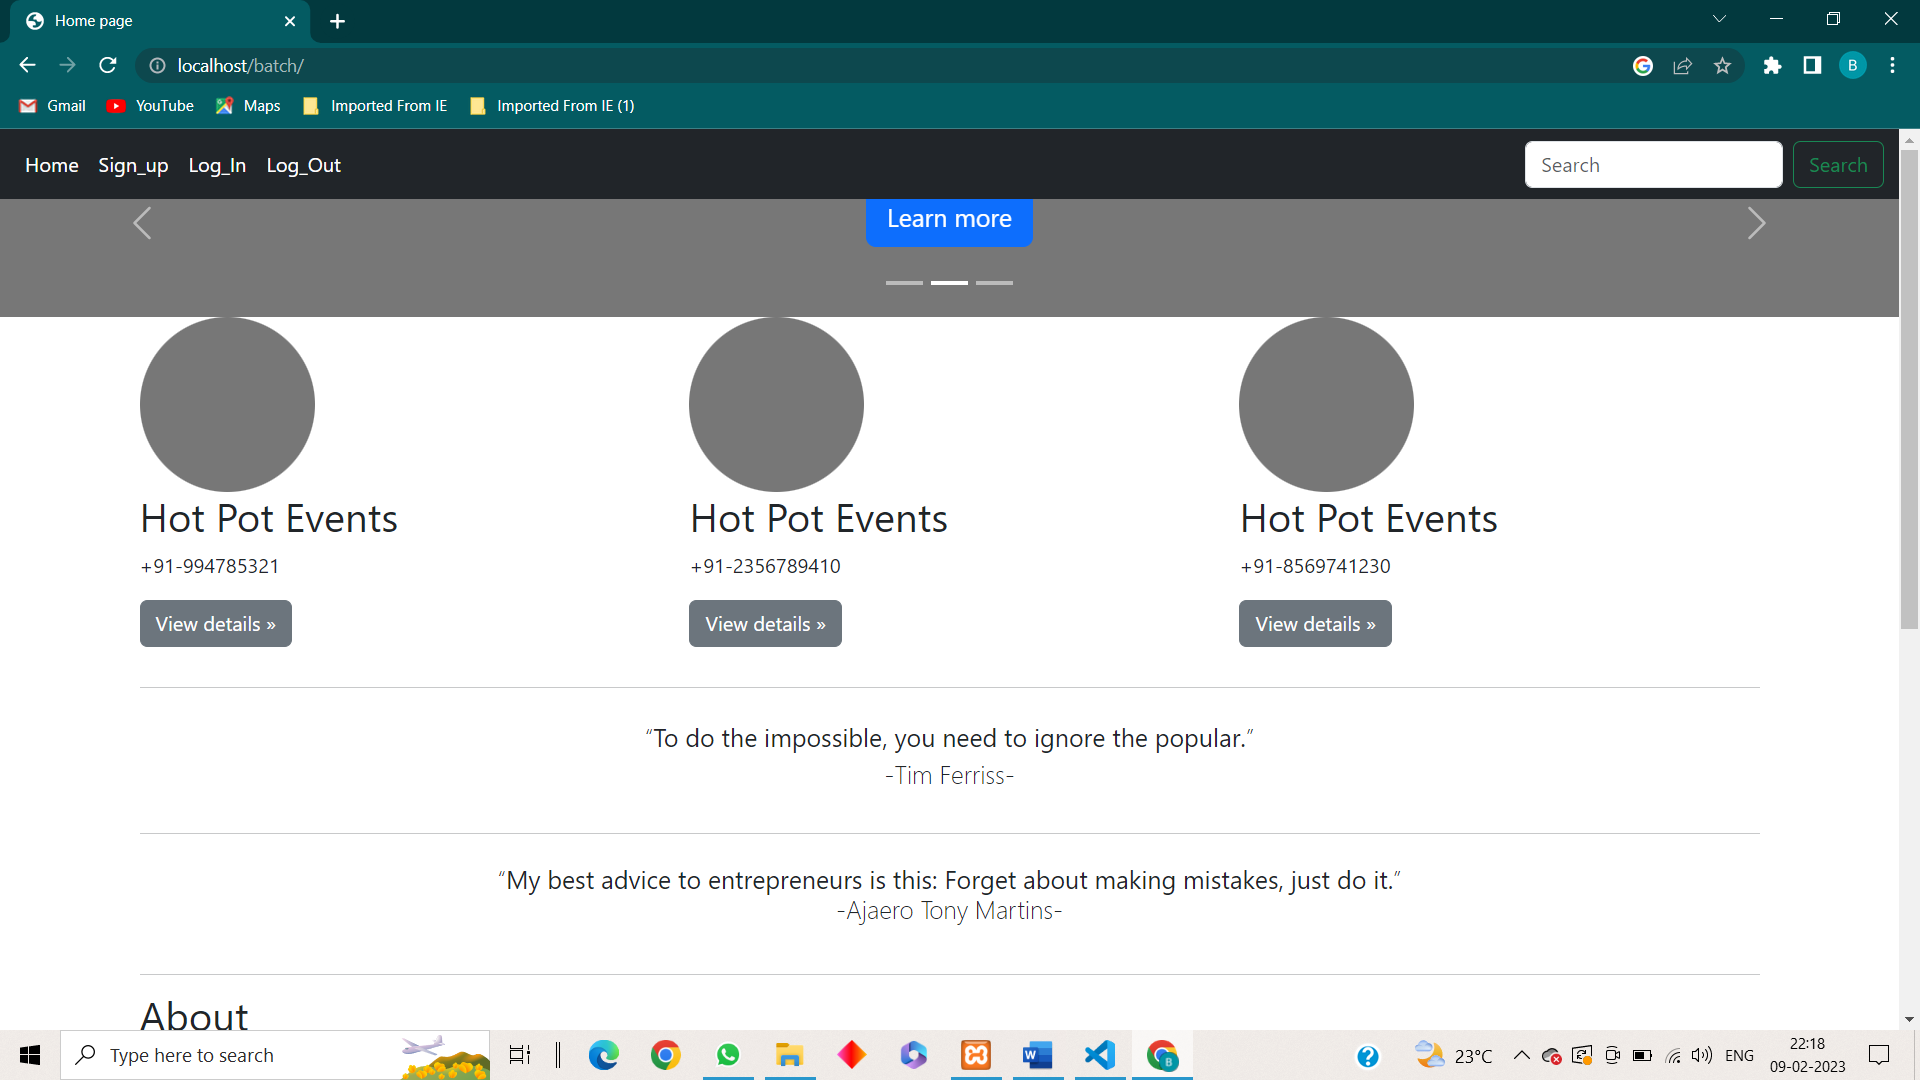 Home page
localhost/batch/
B
Gmail YouTube Maps Imported From IE Imported From IE (1)
Home Sign_up Log_In Log_Out Search Search
Learn more
Hot Pot Events Hot Pot Events Hot Pot Events
+91-994785321 +91-2356789410 +91-8569741230
View details » View details » View details »
“To do the impossible, you need to ignore the popular.”
-Tim Ferriss-
“My best advice to entrepreneurs is this: Forget about making mistakes, just do it.”
-Ajaero Tony Martins-
About
Type here to search 23°C ENG 22:18
09-02-2023